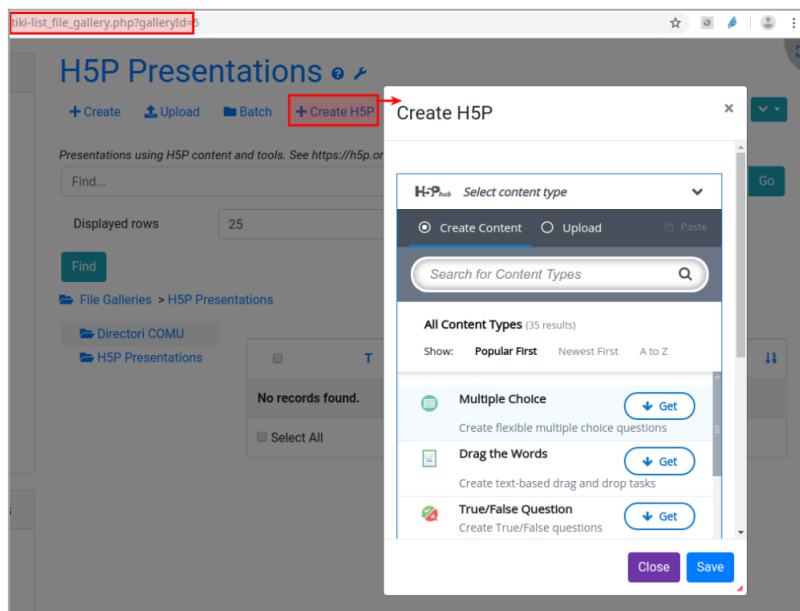 tiki-list_file_gallery.php?galleryId=5
H5P Presentations
Create Upload Batch Create H5P
Presentations using H5P content and tools. See https://h5p.or
Find...
Go
Displayed rows 25
Find
File Galleries > H5P Presentations
Directori COMU
H5P Presentations
T
No records found.
Select All
Create H5P
×
H5P hub Select content type
Create Content Upload Paste
Search for Content Types
All Content Types (35 results)
Show: Popular First Newest First A to Z
Multiple Choice
Get
Create flexible multiple choice questions
Drag the Words
Get
Create text-based drag and drop tasks
True/False Question
Get
Create True/False questions
Close Save